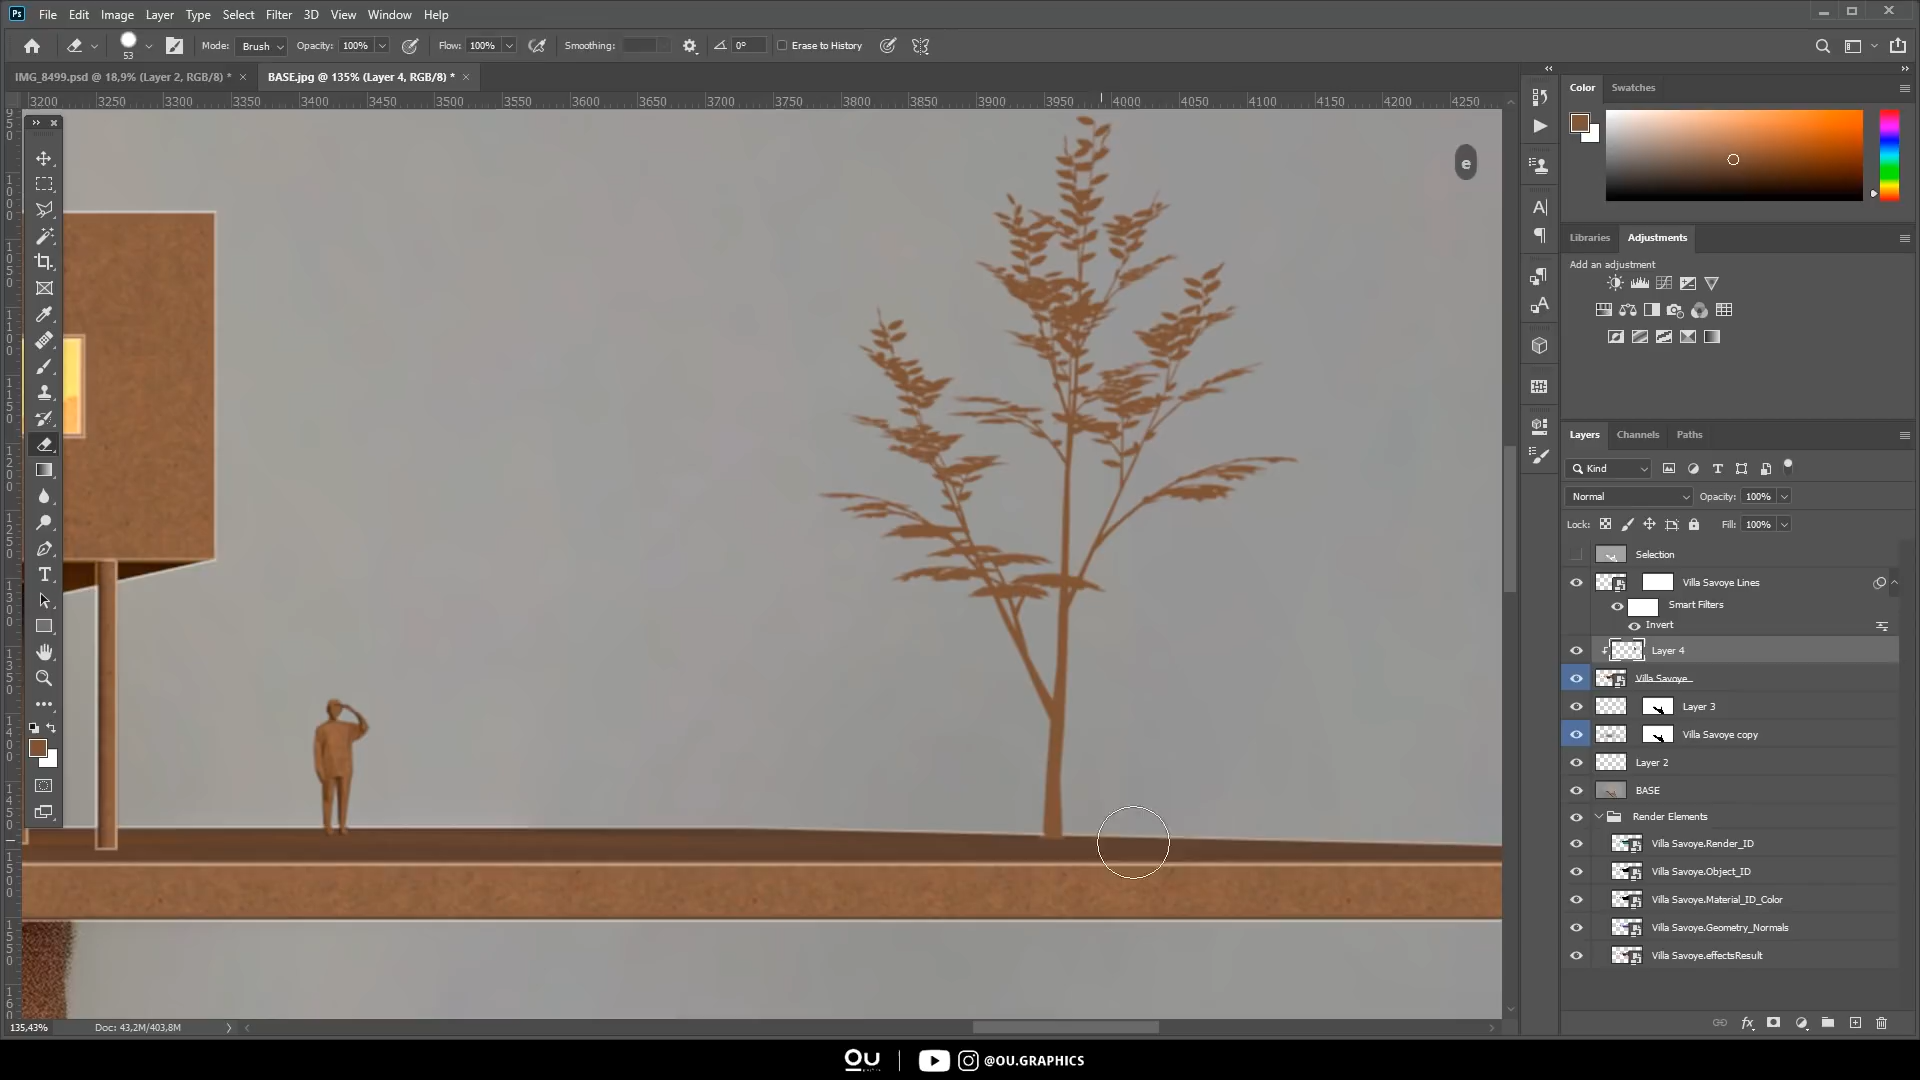 Ps File Edit Image Layer Type Select Filter 3D View Window Help
53 Mode: Brush Opacity: 100% Flow: 100% Smoothing: 0° Erase to History
IMG_8499.psd @ 18,9% (Layer 2, RGB/8) * × BASE.jpg @ 135% (Layer 4, RGB/8) * ×
3200 3250 3300 3350 3400 3450 3500 3550 3600 3650 3700 3750 3800 3850 3900 3950 4000 4050 4100 4150 4200 4250
e
Color Swatches
Libraries Adjustments
Add an adjustment
Layers Channels Paths
Kind
Normal Opacity: 100%
Lock: Fill: 100%
Selection
Villa Savoye Lines
Smart Filters
Invert
Layer 4
Villa Savoye
Layer 3
Villa Savoye copy
Layer 2
BASE
Render Elements
Villa Savoye.Render_ID
Villa Savoye.Object_ID
Villa Savoye.Material_ID_Color
Villa Savoye.Geometry_Normals
Villa Savoye.effectsResult
135,43% Doc: 43,2M/403,8M
OU @OU.GRAPHICS